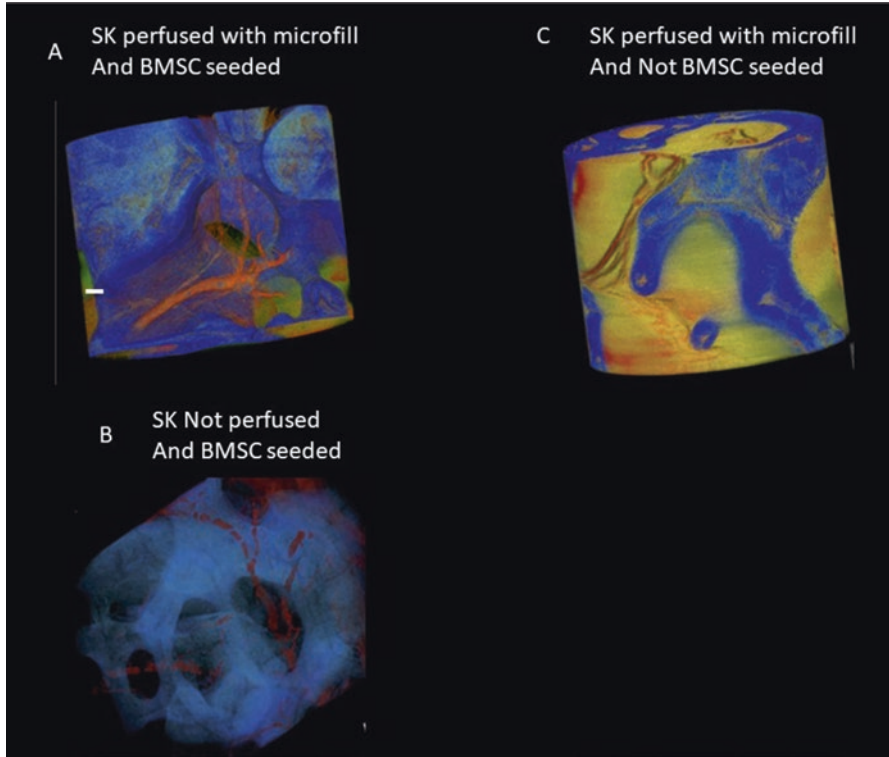 A
SK perfused with microfill
And BMSC seeded
C
SK perfused with microfill
And Not BMSC seeded
B
SK Not perfused
And BMSC seeded